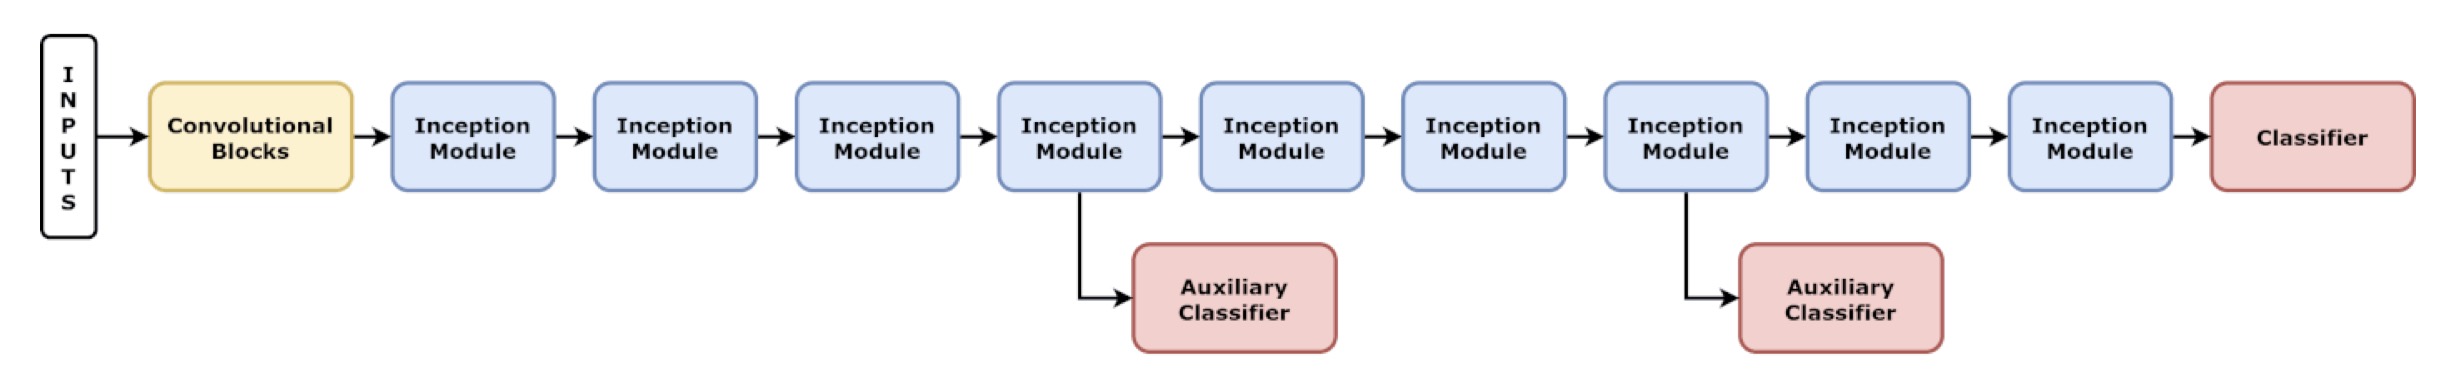 I
N
P
U
T
S
Convolutional
Blocks
Inception
Module
Inception
Module
Inception
Module
Inception
Module
Inception
Module
Inception
Module
Inception
Module
Inception
Module
Inception
Module
Classifier
Auxiliary
Classifier
Auxiliary
Classifier